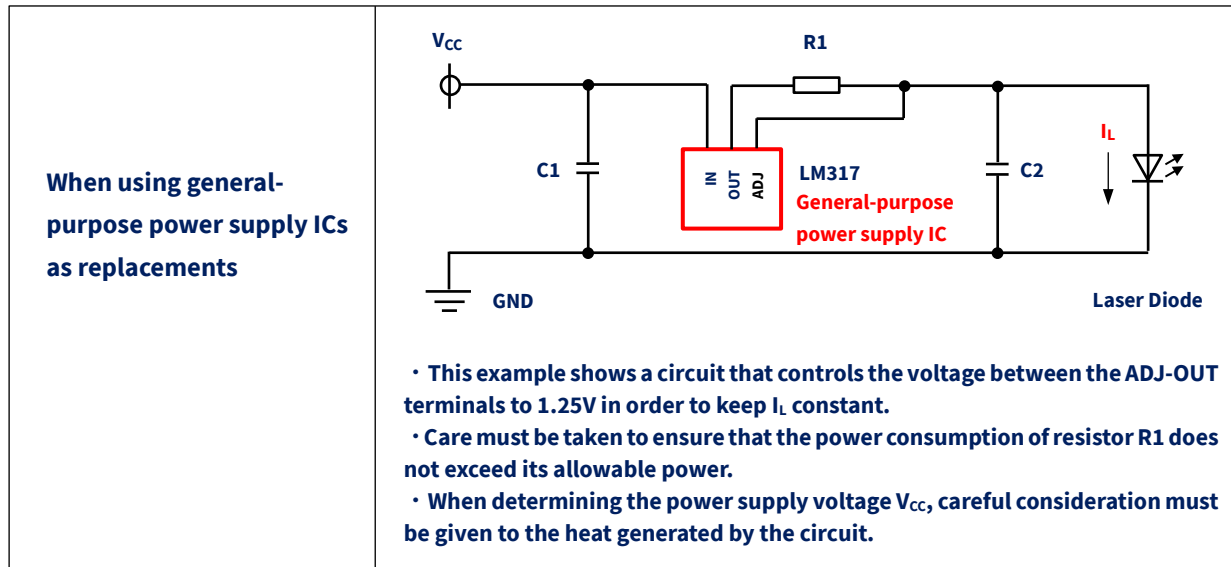 When using general-
purpose power supply ICs
as replacements
V_CC
R1
C1
IN
OUT
ADJ
LM317
General-purpose
power supply IC
C2
I_L
GND
Laser Diode
・This example shows a circuit that controls the voltage between the ADJ-OUT
terminals to 1.25V in order to keep I_L constant.
・Care must be taken to ensure that the power consumption of resistor R1 does
not exceed its allowable power.
・When determining the power supply voltage V_CC, careful consideration must
be given to the heat generated by the circuit.